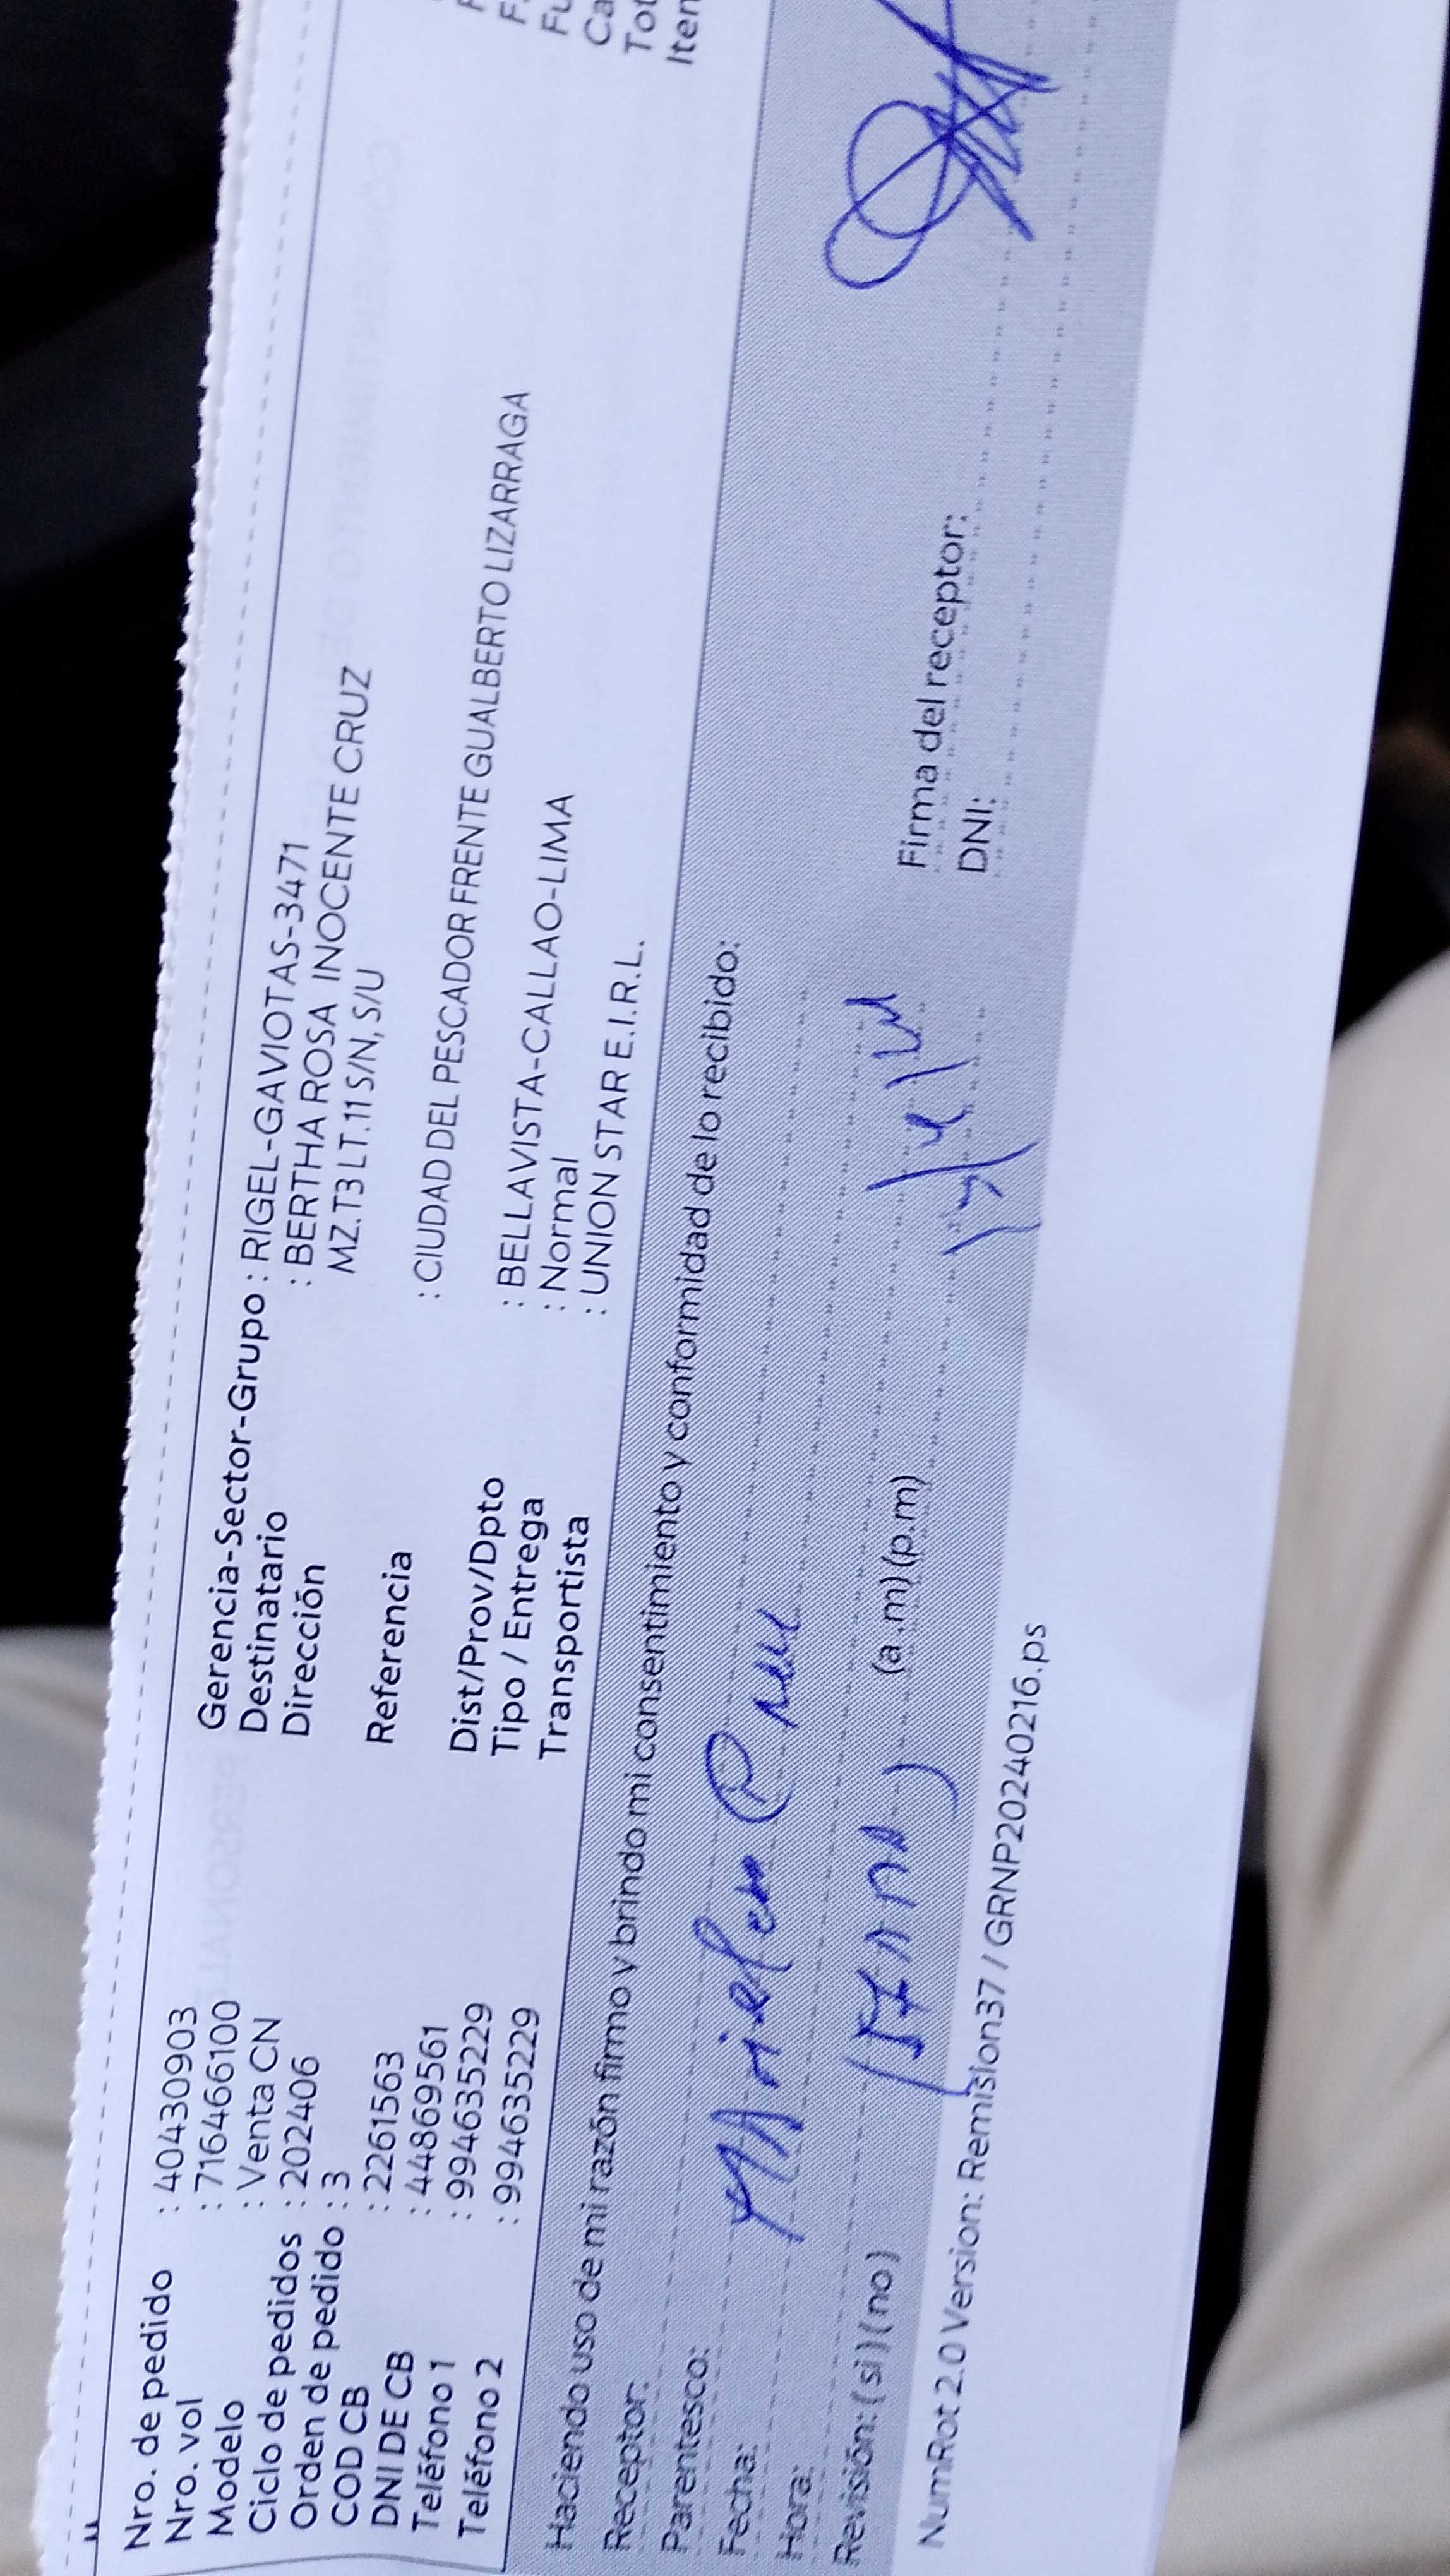 Nro. de pedido : 40430903
Nro. vol : 716466100
Modelo : Venta CN
Ciclo de pedidos : 202406
Orden de pedido : 3
COD CB : 2261563
DNI DE CB : 44869561
Teléfono 1 : 994635229
Teléfono 2 : 994635229
Gerencia-Sector-Grupo : RIGEL-GAVIOTAS-3471
Destinatario : BERTHA ROSA INOCENTE CRUZ
Dirección MZ.T3 LT.11 S/N, S/U
Referencia : CIUDAD DEL PESCADOR FRENTE GUALBERTO LIZARRAGA
Dist/Prov/Dpto : BELLAVISTA-CALLAO-LIMA
Tipo / Entrega : Normal
Transportista : UNION STAR E.I.R.L.
Haciendo uso de mi razón firmo y brindo mi consentimiento y conformidad de lo recibido:
Receptor:
Parentesco:
Fecha:
Hora: (a .m) (p.m)
Revisión: ( si ) ( no )
Firma del receptor:
DNI:
NumRot 2.0 Version: Remision37 / GRNP20240216.ps